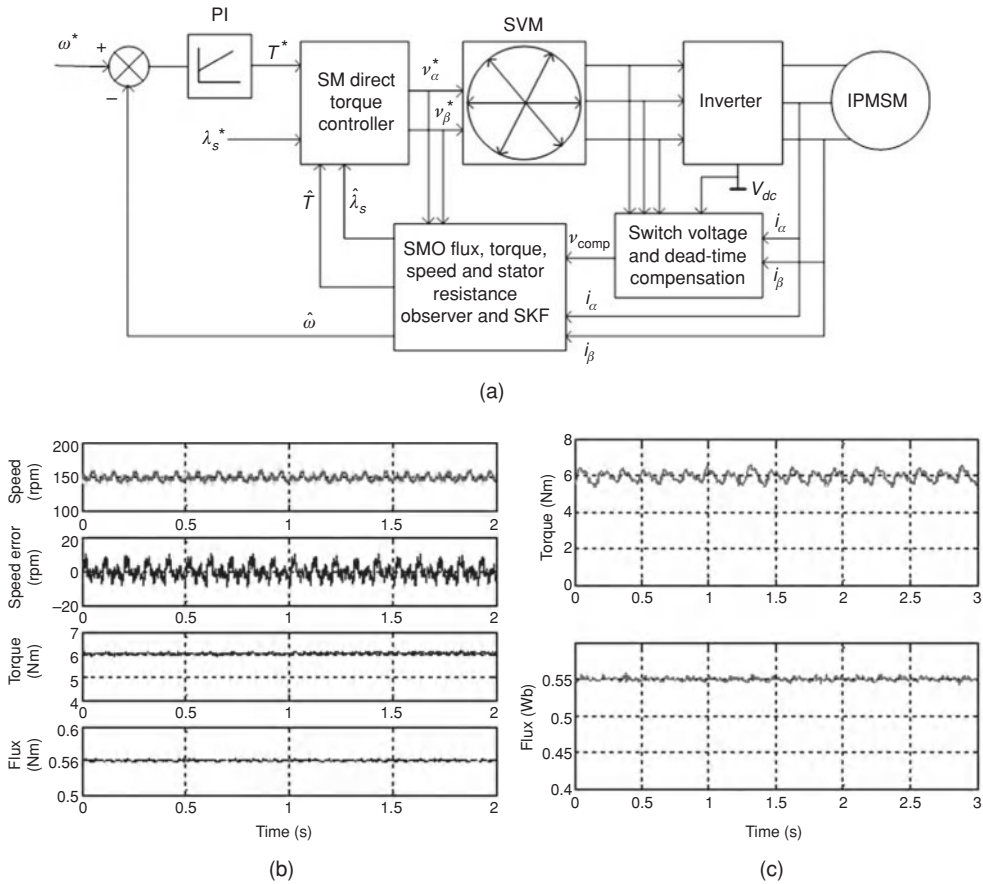 PI
SVM
ω*
+
−
T*
SM direct
torque
controller
ν*α
ν*β
Inverter
IPMSM
λ*s
T̂
λ̂s
Vdc
SMO flux, torque,
speed and stator
resistance
observer and SKF
νcomp
Switch voltage
and dead-time
compensation
iα
iβ
ω̂
iα
iβ
(a)
Speed
(rpm)
200
150
100
0 0.5 1 1.5 2
Speed error
(rpm)
20
0
−20
0 0.5 1 1.5 2
Torque
(Nm)
7
6
5
4
0 0.5 1 1.5 2
Flux
(Nm)
0.6
0.56
0.5
0 0.5 1 1.5 2
Time (s)
(b)
Torque (Nm)
8
6
4
2
0
0 0.5 1 1.5 2 2.5 3
Flux (Wb)
0.55
0.5
0.45
0.4
0 0.5 1 1.5 2 2.5 3
Time (s)
(c)